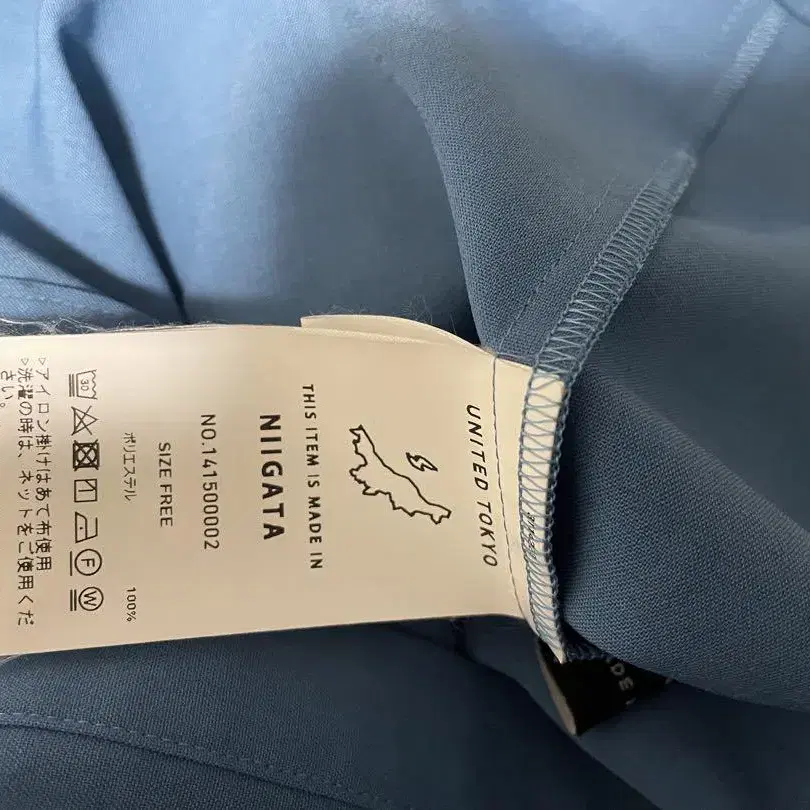 UNITED TOKYO
THIS ITEM IS MADE IN
NIIGATA
NO.141500002
SIZE FREE
ポリエステル 100%
30 F W
▷アイロン掛けはあて布使用
▷洗濯の時は、ネットをご使用くだ
さい。